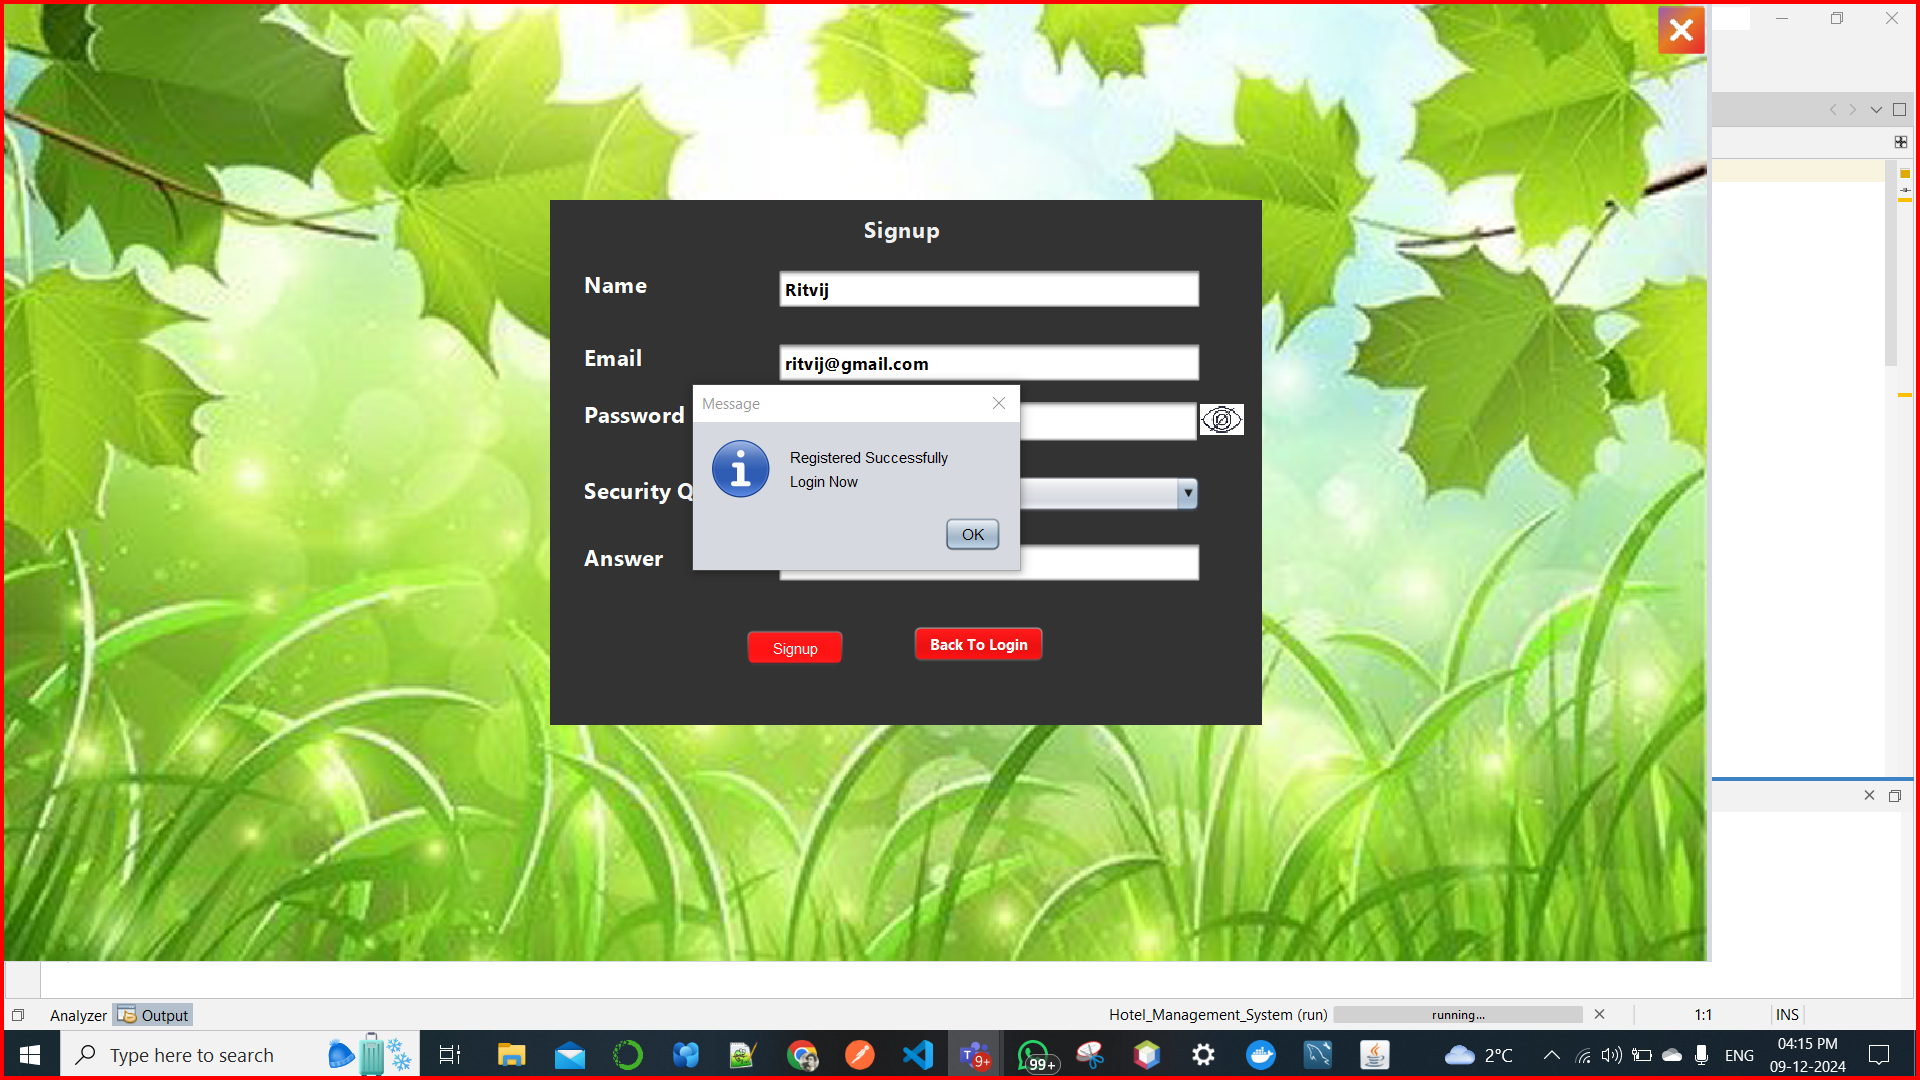 Signup
Name
Ritvij
Email
ritvij@gmail.com
Password
Message
Registered Successfully
Login Now
OK
Security Q
Answer
Signup
Back To Login
Analyzer
Output
Hotel_Management_System (run)
running...
1:1
INS
Type here to search
9+
99+
2°C
ENG
04:15 PM
09-12-2024